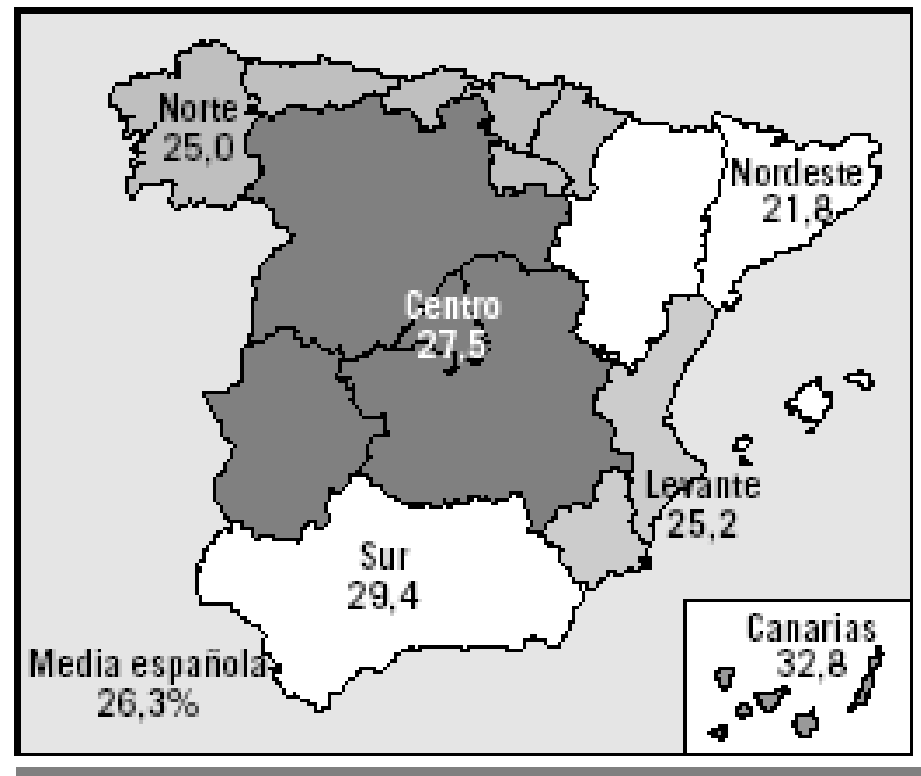 Norte
25,0
Nordeste
21,8
Centro
27,5
Levante
25,2
Sur
29,4
Canarias
32,8
Media española
26,3%